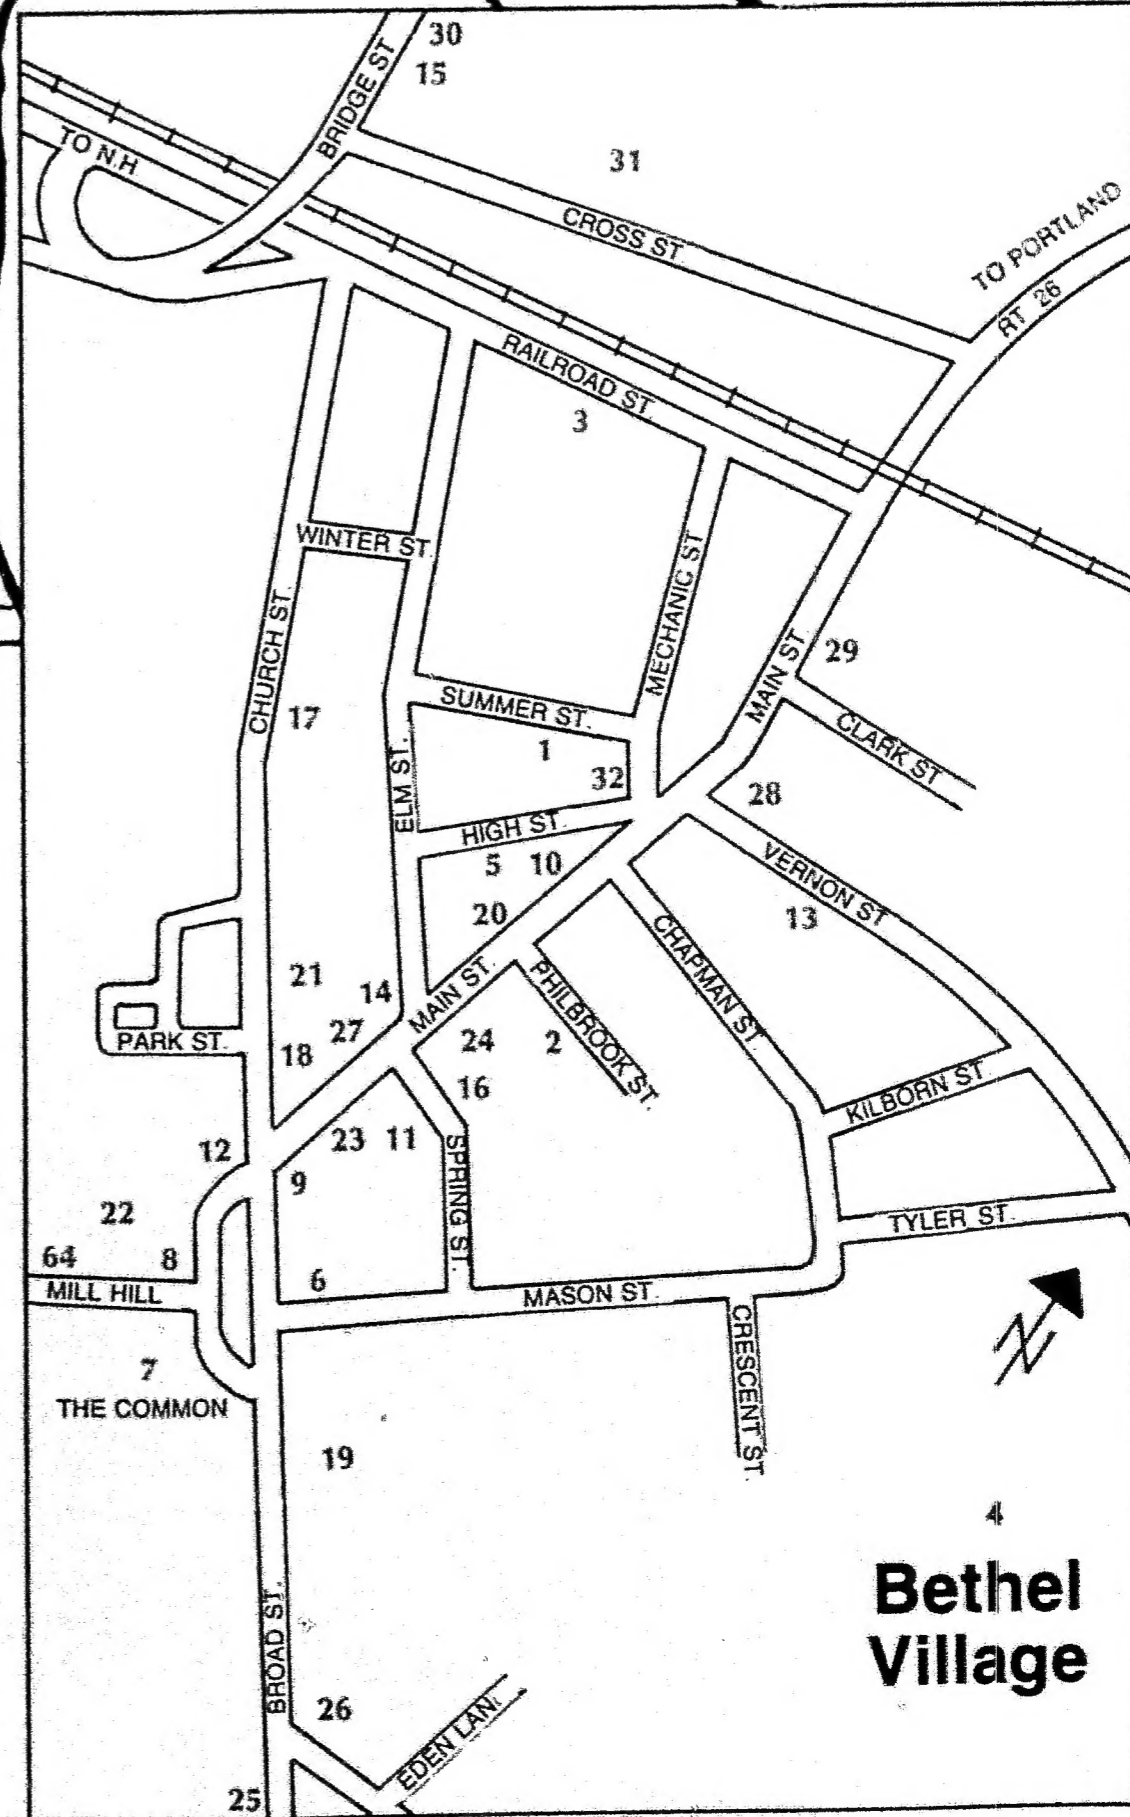 30
BRIDGE ST
15
TO N.H
31
CROSS ST
TO PORTLAND
RT 26
RAILROAD ST.
3
WINTER ST.
MECHANIC ST
CHURCH ST.
MAIN ST
29
17
SUMMER ST.
CLARK ST
ELM ST.
1
32
28
HIGH ST.
5 10
VERNON ST
20
13
CHAPMAN ST.
21
14
MAIN ST.
PHILBROOK ST.
27
PARK ST.
18
24
2
16
KILBORN ST
12
23 11
SPRING ST.
9
22
TYLER ST.
64
8
6
MILL HILL
MASON ST.
CRESCENT ST.
7
THE COMMON
19
4
Bethel
Village
BROAD ST.
26
EDEN LAN
25
N